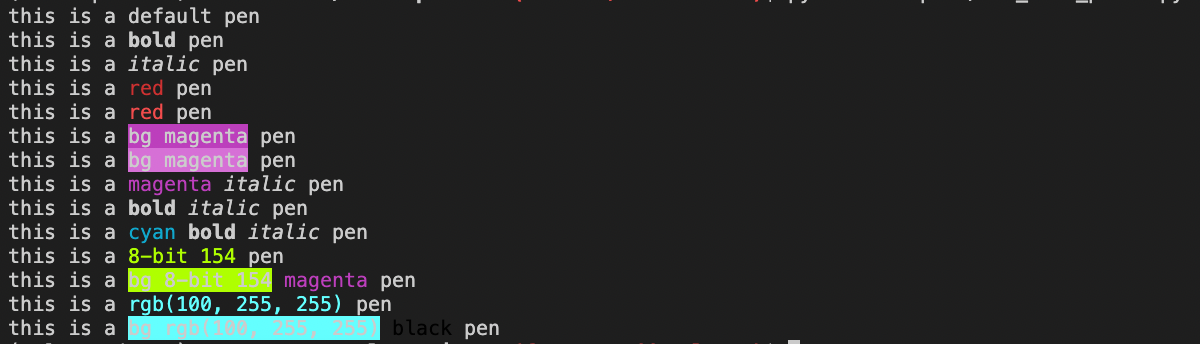 this is a default pen
this is a bold pen
this is a italic pen
this is a red pen
this is a red pen
this is a bg magenta pen
this is a bg magenta pen
this is a magenta italic pen
this is a bold italic pen
this is a cyan bold italic pen
this is a 8-bit 154 pen
this is a bg 8-bit 154 magenta pen
this is a rgb(100, 255, 255) pen
this is a bg rgb(100, 255, 255) black pen